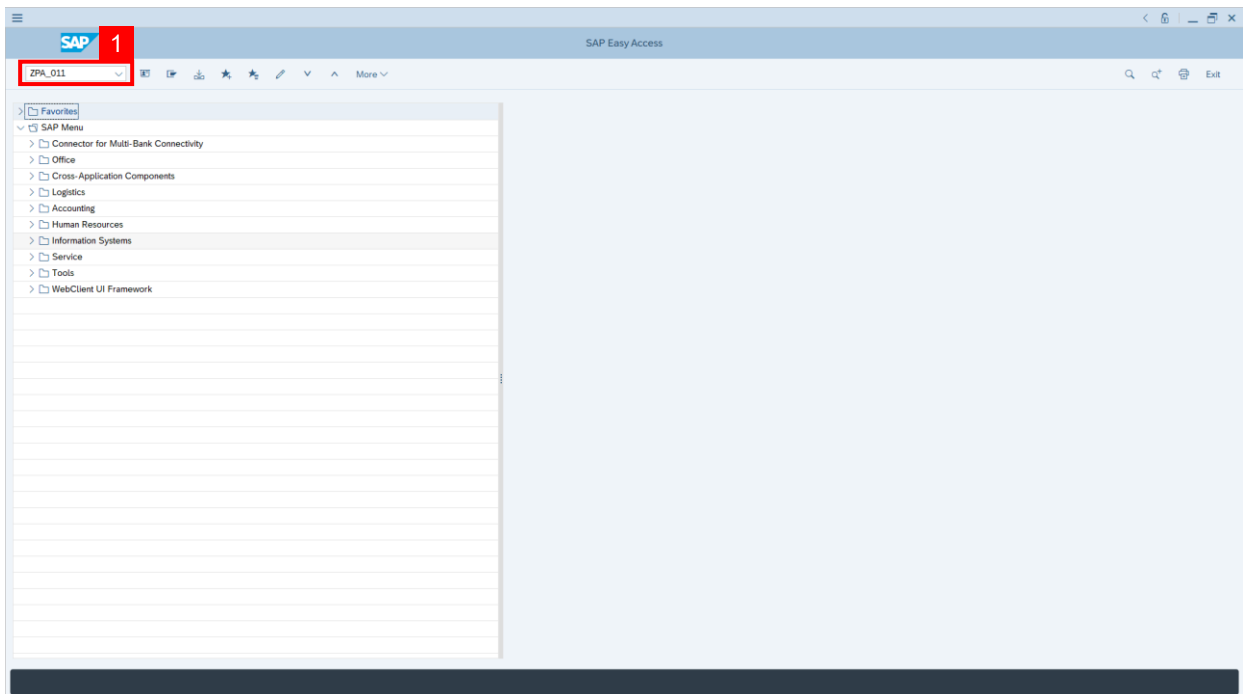 SAP
1
SAP Easy Access
ZPA_011
More
Exit
Favorites
SAP Menu
Connector for Multi-Bank Connectivity
Office
Cross-Application Components
Logistics
Accounting
Human Resources
Information Systems
Service
Tools
WebClient UI Framework